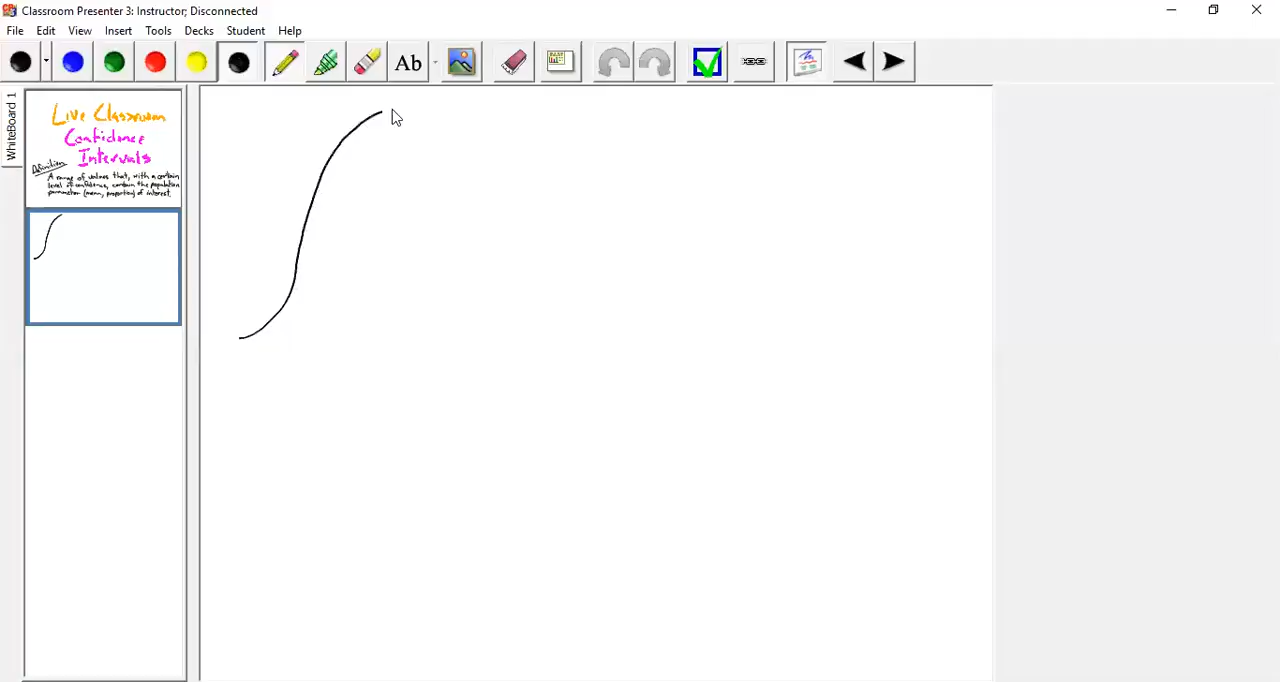 Classroom Presenter 3: Instructor; Disconnected
File Edit View Insert Tools Decks Student Help
Ab
WhiteBoard 1
Live Classroom
Confidence
Intervals
Definition
A range of values that, with a certain
level of confidence, contain the population
parameter (mean, proportion) of interest.